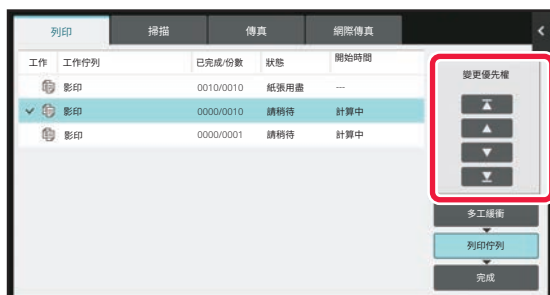 列印 掃描 傳真 網際傳真
工作 工作佇列 已完成/份數 狀態 開始時間
影印 0010/0010 紙張用盡 ---
影印 0000/0010 請稍待 計算中
影印 0000/0001 請稍待 計算中
變更優先權
多工緩衝
列印佇列
完成